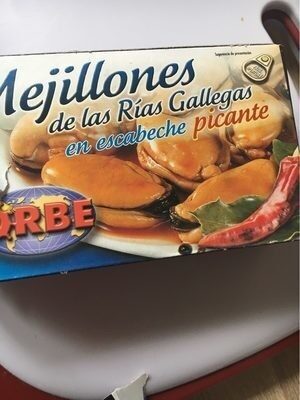 Mejillones
de las Rías Gallegas
en escabeche picante
ORBE
Sugerencia de presentación